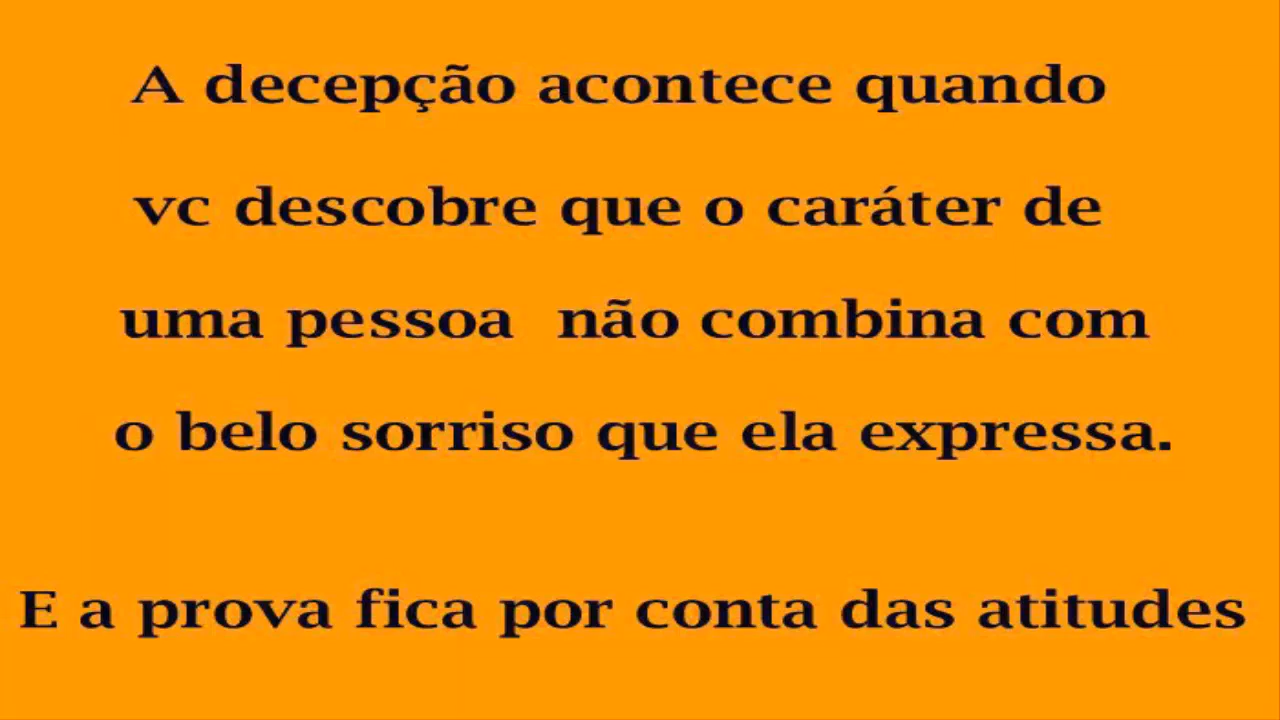 A decepção acontece quando
vc descobre que o caráter de
uma pessoa  não combina com
o belo sorriso que ela expressa.
E a prova fica por conta das atitudes